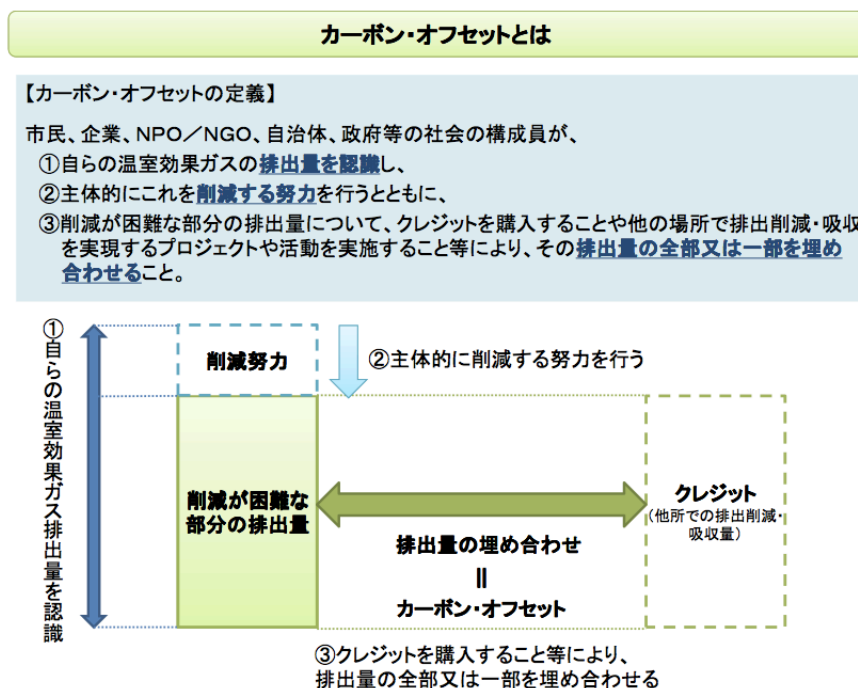 カーボン・オフセットとは
【カーボン・オフセットの定義】
市民、企業、NPO／NGO、自治体、政府等の社会の構成員が、
①自らの温室効果ガスの排出量を認識し、
②主体的にこれを削減する努力を行うとともに、
③削減が困難な部分の排出量について、クレジットを購入することや他の場所で排出削減・吸収
を実現するプロジェクトや活動を実施すること等により、その排出量の全部又は一部を埋め
合わせること。
①自らの温室効果ガス排出量を認識
削減努力
②主体的に削減する努力を行う
削減が困難な
部分の排出量
クレジット
（他所での排出削減・
吸収量）
排出量の埋め合わせ
＝
カーボン・オフセット
③クレジットを購入すること等により、
排出量の全部又は一部を埋め合わせる